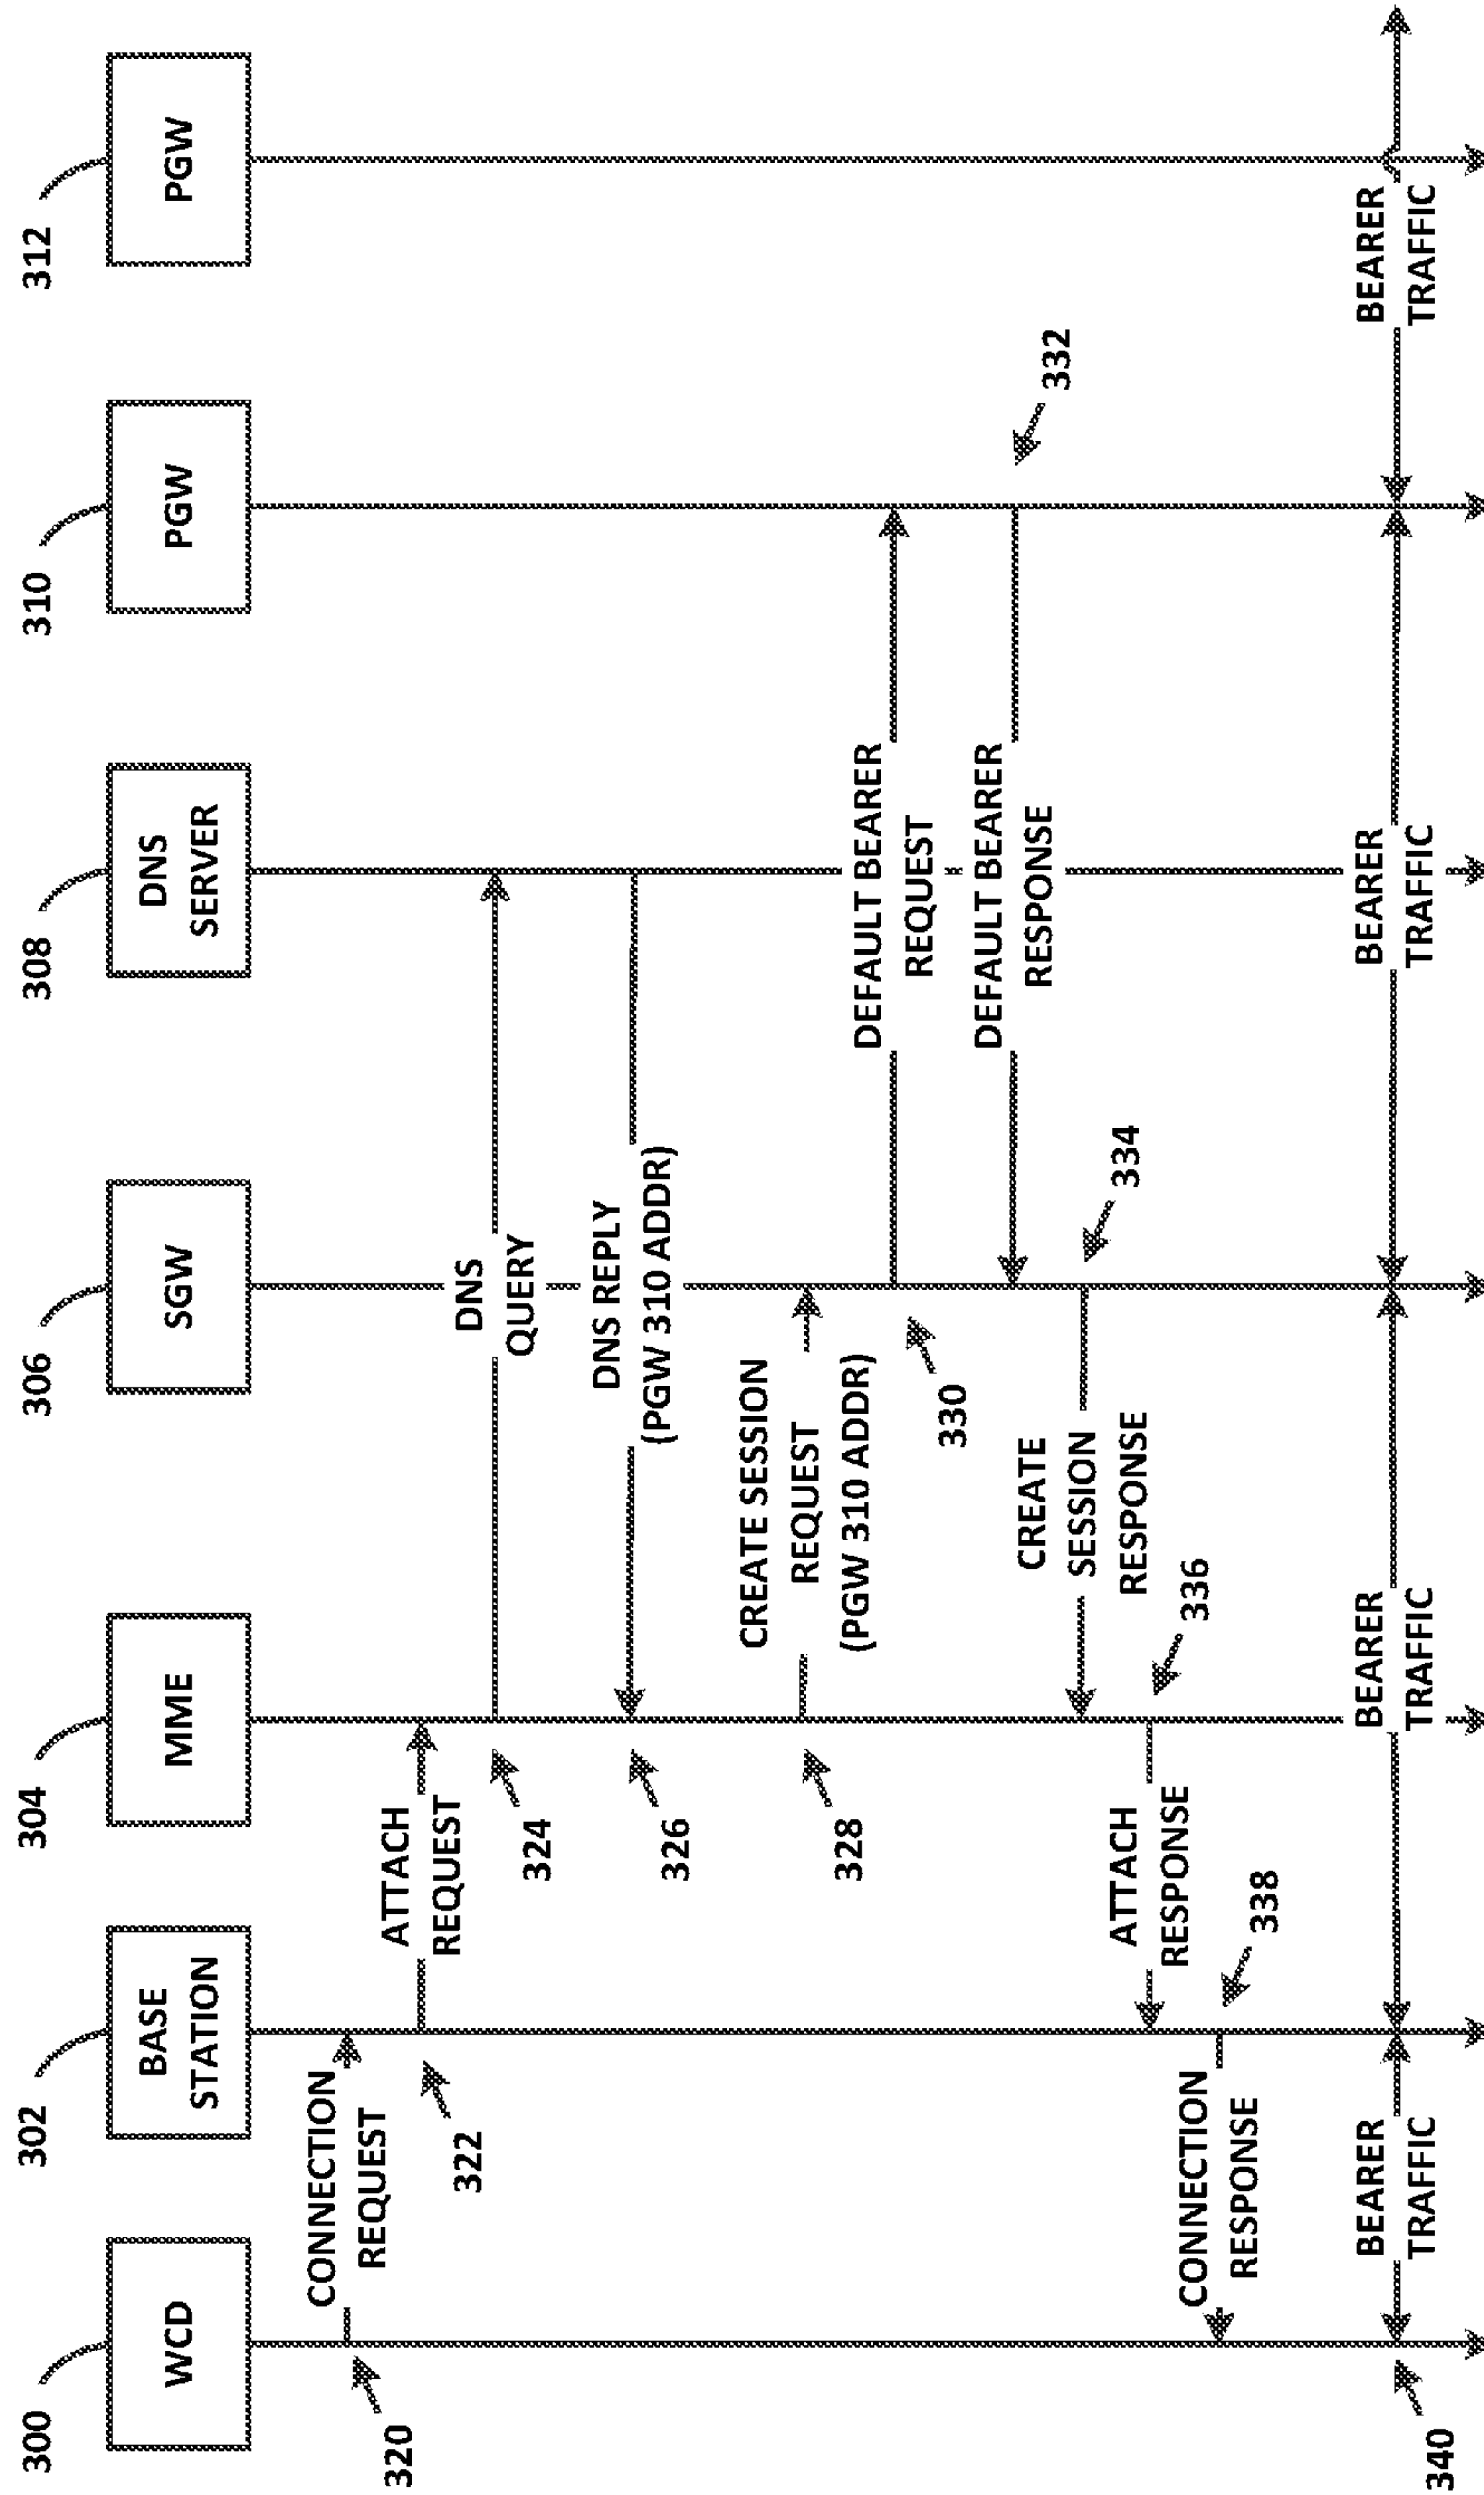 300
302
304
306
308
310
312
WCD
BASE
STATION
MME
SGW
DNS
SERVER
PGW
PGW
320
CONNECTION
REQUEST
322
ATTACH
REQUEST
324
DNS
QUERY
326
DNS REPLY
(PGW 310 ADDR)
328
CREATE SESSION
REQUEST
(PGW 310 ADDR)
330
DEFAULT BEARER
REQUEST
DEFAULT BEARER
RESPONSE
332
CREATE
SESSION
RESPONSE
334
ATTACH
RESPONSE
336
CONNECTION
RESPONSE
338
340
BEARER
TRAFFIC
BEARER
TRAFFIC
BEARER
TRAFFIC
BEARER
TRAFFIC